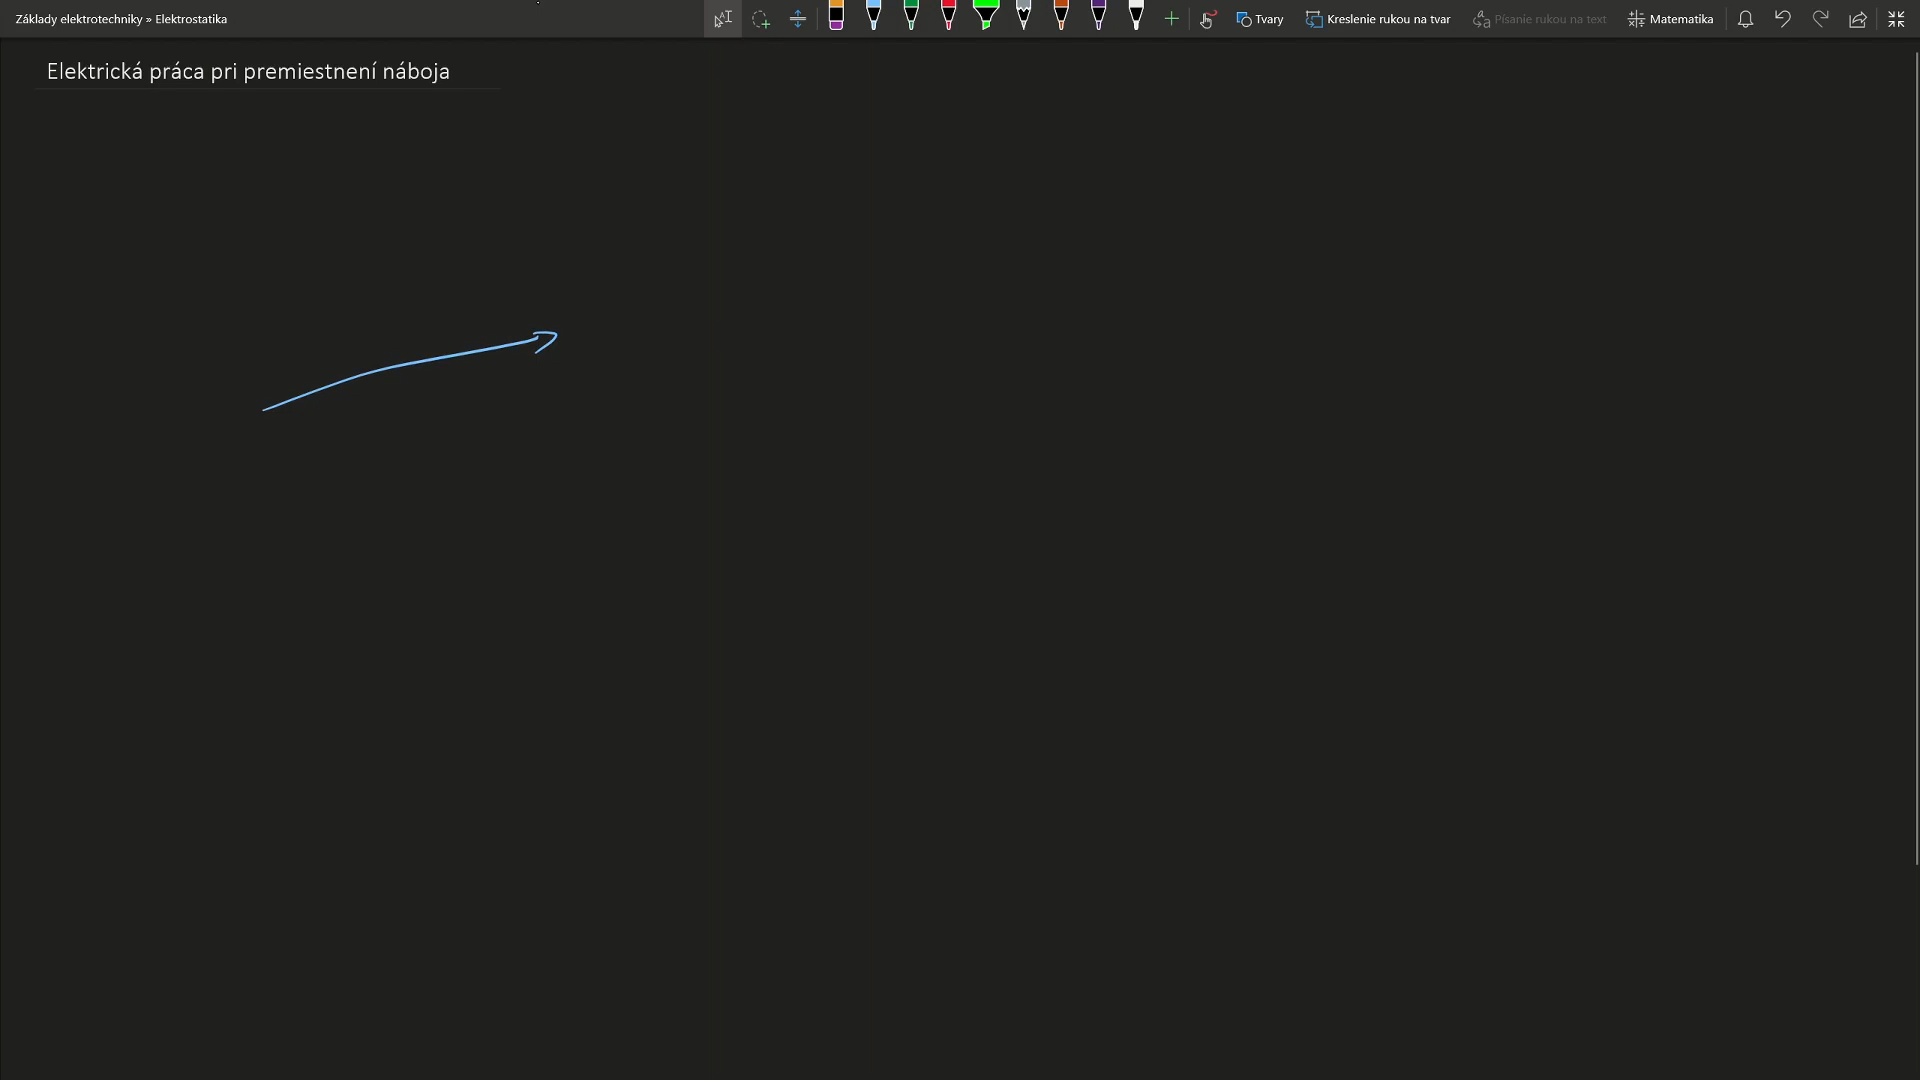 Základy elektrotechniky » Elektrostatika
Tvary
Kreslenie rukou na tvar
Písanie rukou na text
Matematika
Elektrická práca pri premiestnení náboja